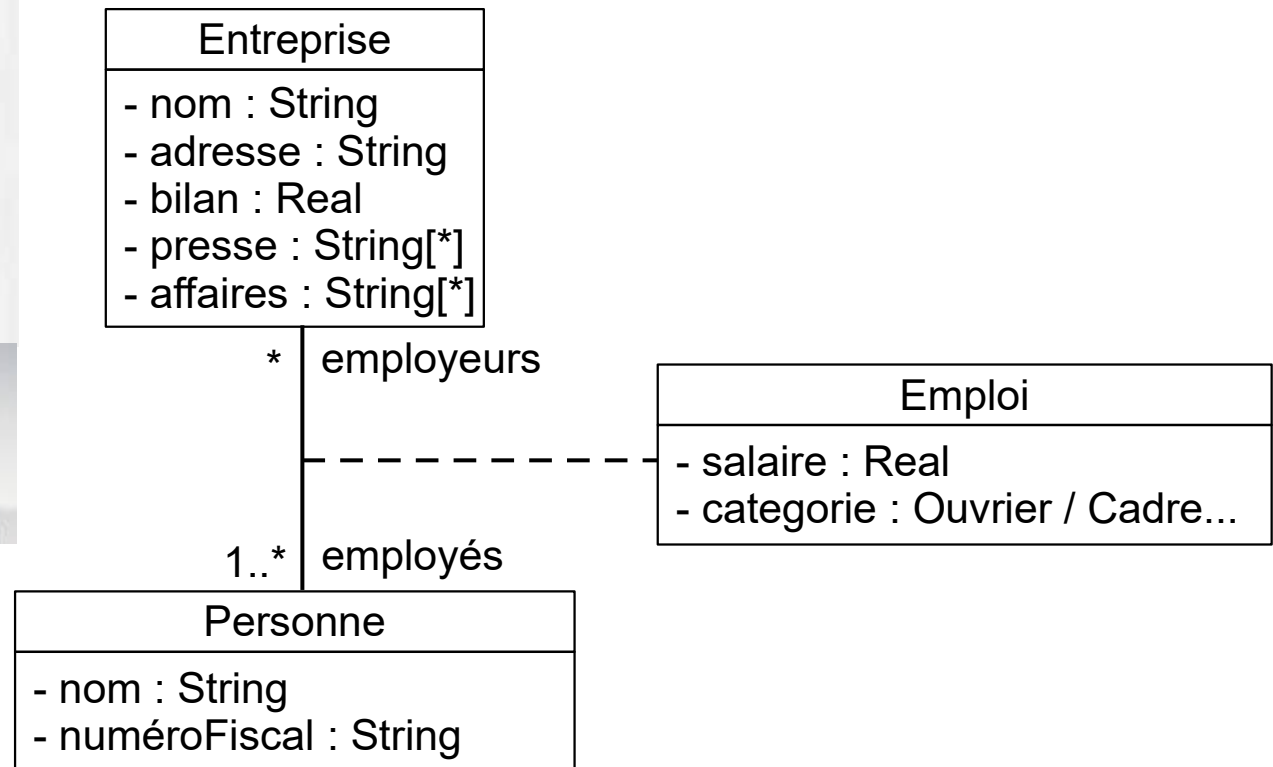 Entreprise
- nom : String
- adresse : String
- bilan : Real
- presse : String[*]
- affaires : String[*]
* employeurs
Emploi
- salaire : Real
- categorie : Ouvrier / Cadre...
1..* employés
Personne
- nom : String
- numéroFiscal : String